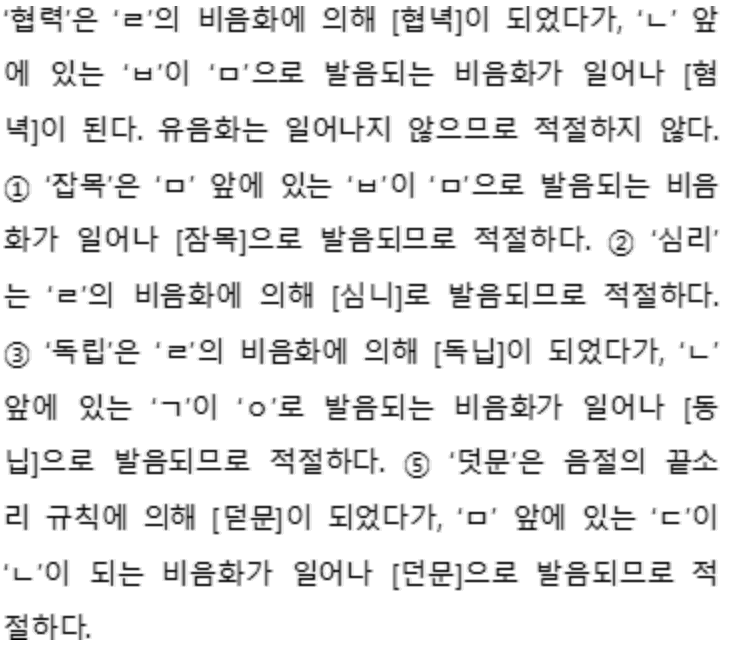 ‘협력’은 ‘ㄹ’의 비음화에 의해 [협녁]이 되었다가, ‘ㄴ’ 앞
에 있는 ‘ㅂ’이 ‘ㅁ’으로 발음되는 비음화가 일어나 [혐
녁]이 된다. 유음화는 일어나지 않으므로 적절하지 않다.
① ‘잡목’은 ‘ㅁ’ 앞에 있는 ‘ㅂ’이 ‘ㅁ’으로 발음되는 비음
화가 일어나 [잠목]으로 발음되므로 적절하다. ② ‘심리’
는 ‘ㄹ’의 비음화에 의해 [심니]로 발음되므로 적절하다.
③ ‘독립’은 ‘ㄹ’의 비음화에 의해 [독닙]이 되었다가, ‘ㄴ’
앞에 있는 ‘ㄱ’이 ‘ㅇ’로 발음되는 비음화가 일어나 [동
닙]으로 발음되므로 적절하다. ⑤ ‘덧문’은 음절의 끝소
리 규칙에 의해 [덛문]이 되었다가, ‘ㅁ’ 앞에 있는 ‘ㄷ’이
‘ㄴ’이 되는 비음화가 일어나 [던문]으로 발음되므로 적
절하다.